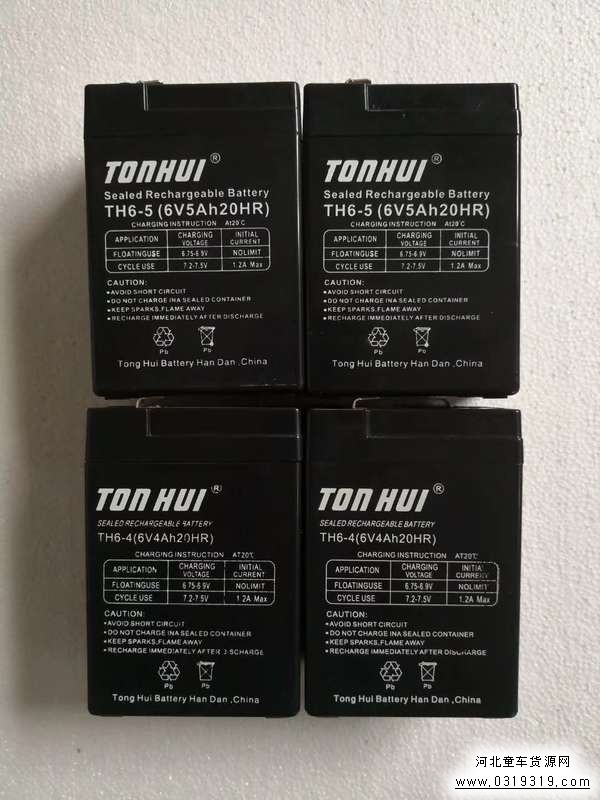 TONHUI®
Sealed Rechargeable Battery
TH6-5 (6V5Ah20HR)
CHARGING INSTRUCTION At20℃
APPLICATION CHARGING VOLTAGE INITIAL CURRENT
FLOATINGUSE 6.75-6.9V NOLIMIT
CYCLE USE 7.2-7.5V 1.2A Max
CAUTION:
●AVOID SHORT CIRCUIT
●DO NOT CHARGE INA SEALED CONTAINER
●KEEP SPARKS,FLAME AWAY
●RECHARGE IMMEDIATELY AFTER DISCHARGE
Pb Pb
Tong Hui Battery Han Dan ,China
TONHUI®
Sealed Rechargeable Battery
TH6-5 (6V5Ah20HR)
CHARGING INSTRUCTION At20℃
APPLICATION CHARGING VOLTAGE INITIAL CURRENT
FLOATINGUSE 6.75-6.9V NOLIMIT
CYCLE USE 7.2-7.5V 1.2A Max
CAUTION:
●AVOID SHORT CIRCUIT
●DO NOT CHARGE INA SEALED CONTAINER
●KEEP SPARKS,FLAME AWAY
●RECHARGE IMMEDIATELY AFTER DISCHARGE
Pb Pb
Tong Hui Battery Han Dan ,China
TON HUI®
SEALED RECHARGEABLE BATTERY
TH6-4(6V4Ah20HR)
CHARGING INSTRUCTION AT20℃
APPLICATION CHARGING VOLTAGE INITIAL CURRENT
FLOATINGUSE 6.75-6.9V NOLIMIT
CYCLE USE 7.2-7.5V 1.2A Max
CAUTION:
●AVOID SHORT CIRCUIT
●DO NOT CHARGE INA SEALED CONTAINER
●KEEP SPARKS,FLAME AWAY
●RECHARGE IMMEDIATELY AFTER DISCHARGE
Pb Pb
Tong Hui Battery Han Dan ,China
TON HUI®
SEALED RECHARGEABLE BATTERY
TH6-4(6V4Ah20HR)
CHARGING INSTRUCTION AT20℃
APPLICATION CHARGING VOLTAGE INITIAL CURREXY
FLOATINGUSE 6.75-6.9V NOLIMIT
CYCLE USE 7.2-7.5V 1.2A Max
CAUTION:
●AVOID SHORT CIRCUIT
●DO NOT CHARGE INA SEALED CONTAINER
●KEEP SPARKS,FLAME AWAY
●RECHARGE IMMEDIATELY AFTER DISCHARGE
Pb Pb
Tong Hui Battery Han Dan ,China
河北童车货源网
www.0319319.com